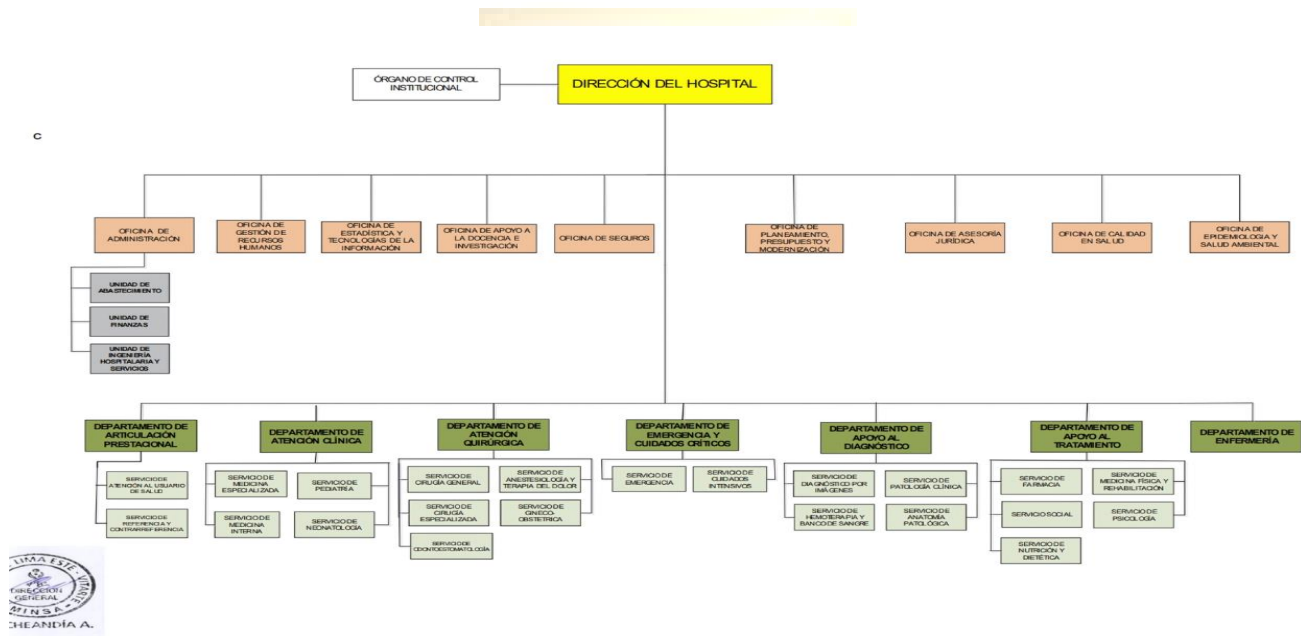 ÓRGANO DE CONTROL
INSTITUCIONAL
DIRECCIÓN DEL HOSPITAL
C
OFICINA DE
ADMINISTRACIÓN
OFICINA DE
GESTIÓN DE
RECURSOS
HUMANOS
OFICINA DE
ESTADÍSTICA Y
TECNOLOGÍAS DE LA
INFORMACIÓN
OFICINA DE APOYO A
LA DOCENCIA E
INVESTIGACIÓN
OFICINA DE SEGUROS
OFICINA DE
PLANEAMIENTO,
PRESUPUESTO Y
MODERNIZACIÓN
OFICINA DE ASESORÍA
JURÍDICA
OFICINA DE CALIDAD
EN SALUD
OFICINA DE
EPIDEMIOLOGIA Y
SALUD AMBIENTAL
UNIDAD DE
ABASTECIMIENTO
UNIDAD DE
FINANZAS
UNIDAD DE
INGENIERÍA
HOSPITALARIA Y
SERVICIOS
DEPARTAMENTO DE
ARTICULACIÓN
PRESTACIONAL
DEPARTAMENTO DE
ATENCIÓN CLÍNICA
DEPARTAMENTO DE
ATENCIÓN
QUIRÚRGICA
DEPARTAMENTO DE
EMERGENCIA Y
CUIDADOS CRÍTICOS
DEPARTAMENTO DE
APOYO AL
DIAGNÓSTICO
DEPARTAMENTO DE
APOYO AL
TRATAMIENTO
DEPARTAMENTO DE
ENFERMERÍA
SERVICIO DE
ATENCIÓN AL USUARIO
DE SALUD
SERVICIO DE
REFERENCIA Y
CONTRARREFERENCIA
SERVICIO DE
MEDICINA
ESPECIALIZADA
SERVICIO DE
PEDIATRÍA
SERVICIO DE
MEDICINA
INTERNA
SERVICIO DE
NEONATOLOGÍA
SERVICIO DE
CIRUGÍA GENERAL
SERVICIO DE
ANESTESIOLOGÍA Y
TERAPIA DEL DOLOR
SERVICIO DE
CIRUGÍA
ESPECIALIZADA
SERVICIO DE
GINECO-
OBSTETRICA
SERVICIO DE
ODONTOESTOMATOLOGÍA
SERVICIO DE
EMERGENCIA
SERVICIO DE
CUIDADOS
INTENSIVOS
SERVICIO DE
DIAGNÓSTICO POR
IMÁGENES
SERVICIO DE
PATOLOGÍA CLÍNICA
SERVICIO DE
HEMOTERAPIA Y
BANCO DE SANGRE
SERVICIO DE
ANATOMÍA
PATOLÓGICA
SERVICIO DE
FARMACIA
SERVICIO DE
MEDICINA FÍSICA Y
REHABILITACIÓN
SERVICIO SOCIAL
SERVICIO DE
PSICOLOGÍA
SERVICIO DE
NUTRICIÓN Y
DIETÉTICA
LIMA ESTE - VITARTE
DIRECCIÓN
GENERAL
MINSA
CHEANDÍA A.